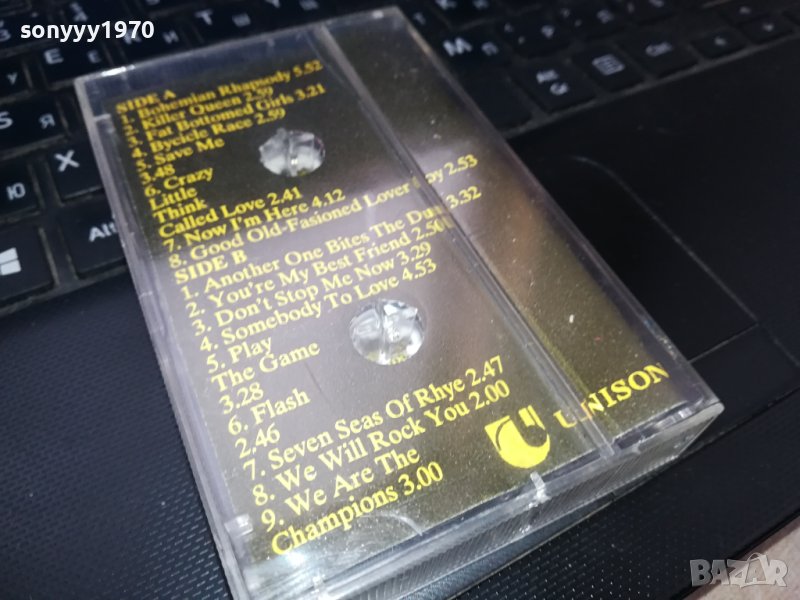 sonyyy1970
SIDE A
1. Bohemian Rhapsody 5.52
2. Killer Queen 2.59
3. Fat Bottomed Girls 3.21
4. Bycicle Race 2.59
5. Save Me
3.48
6. Crazy
Little
Think
Called Love 2.41
7. Now I'm Here 4.12
8. Good Old-Fasioned Lover Boy 2.53
SIDE B
1. Another One Bites The Dust 3.32
2. You're My Best Friend 2.50
3. Don't Stop Me Now 3.29
4. Somebody To Love 4.53
5. Play
The Game
3.28
6. Flash
2.46
7. Seven Seas Of Rhye 2.47
8. We Will Rock You 2.00
9. We Are The
Champions 3.00
UNISON
Alt
Ю
Я
Х
М
BAZAR